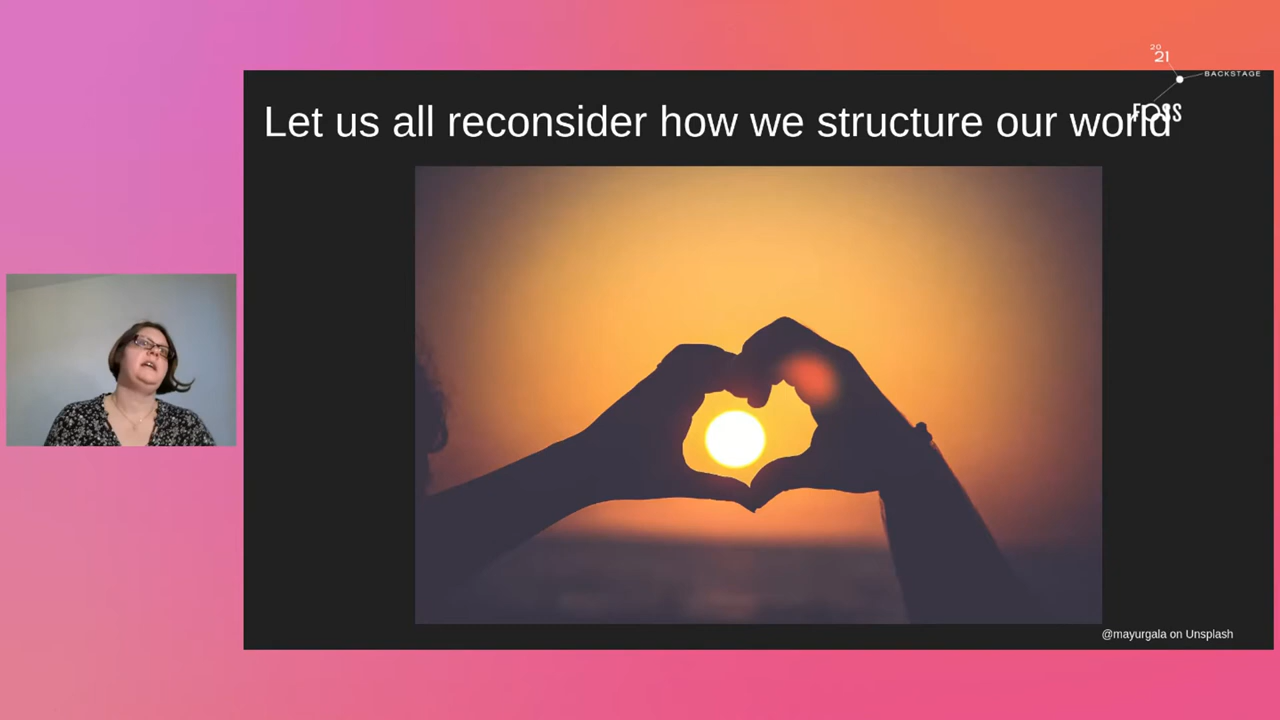 20
21
BACKSTAGE
FOSS
Let us all reconsider how we structure our world
@mayurgala on Unsplash